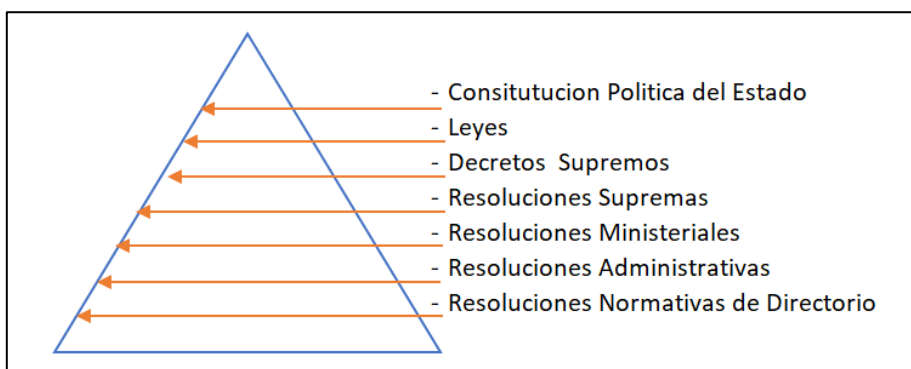 - Consitutucion Politica del Estado
- Leyes
- Decretos  Supremos
- Resoluciones Supremas
- Resoluciones Ministeriales
- Resoluciones Administrativas
- Resoluciones Normativas de Directorio